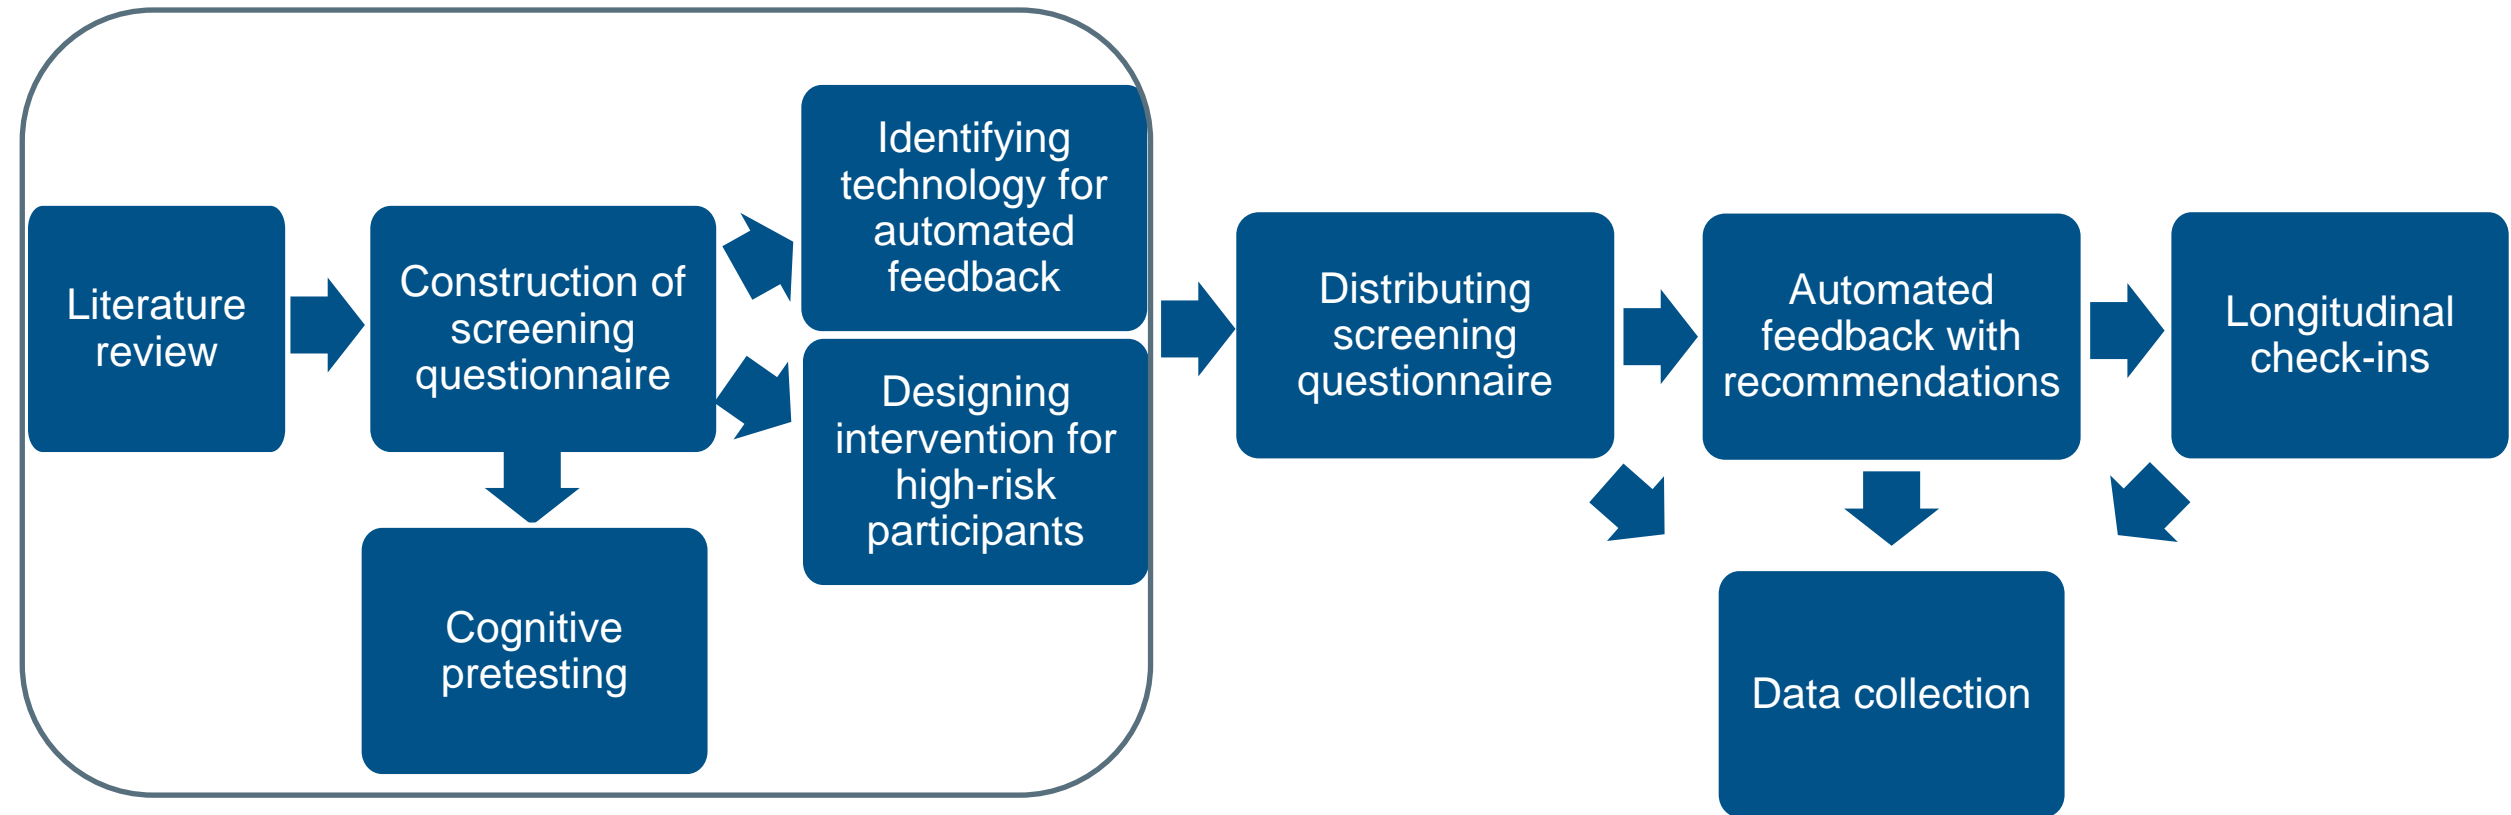 Literature
review
Construction of
screening
questionnaire
Cognitive
pretesting
Identifying
technology for
automated
feedback
Designing
intervention for
high-risk
participants
Distributing
screening
questionnaire
Automated
feedback with
recommendations
Longitudinal
check-ins
Data collection